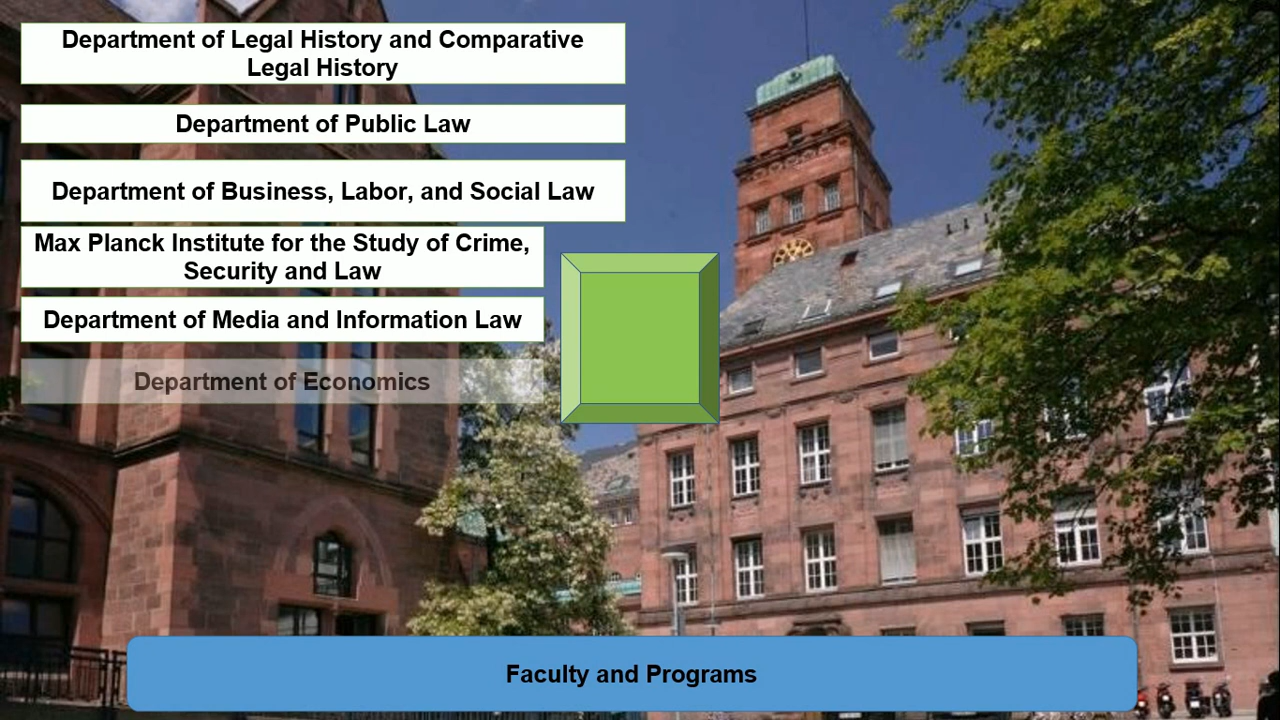 Department of Legal History and Comparative
Legal History
Department of Public Law
Department of Business, Labor, and Social Law
Max Planck Institute for the Study of Crime,
Security and Law
Department of Media and Information Law
Department of Economics
Faculty and Programs